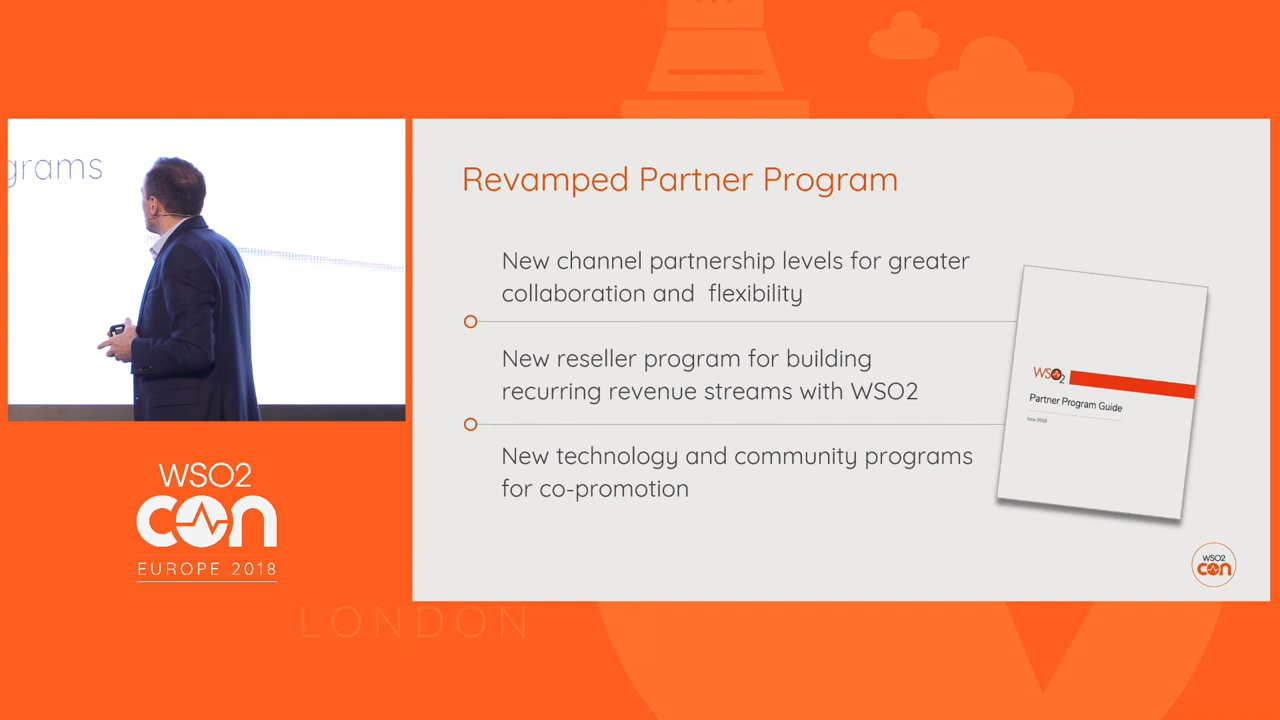 grams
WSO2
con
EUROPE 2018
LONDON
Revamped Partner Program
New channel partnership levels for greater
collaboration and flexibility
New reseller program for building
recurring revenue streams with WSO2
New technology and community programs
for co-promotion
WSO2
Partner Program Guide
June 2018
WSO2
con